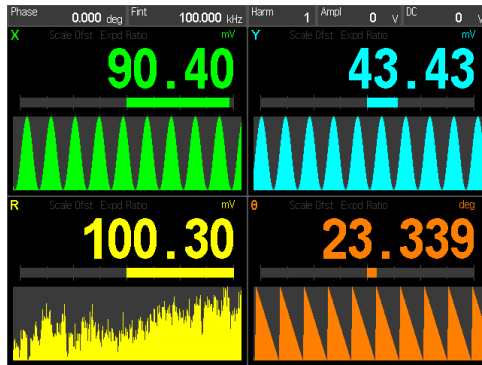 Phase 0.000 deg Fint 100.000 kHz Harm 1 Ampl 0 V DC 0 V
X Scale Ofst Expd Ratio mV
90.40
Y Scale Ofst Expd Ratio mV
43.43
R Scale Ofst Expd Ratio mV
100.30
θ Scale Ofst Expd Ratio deg
23.339